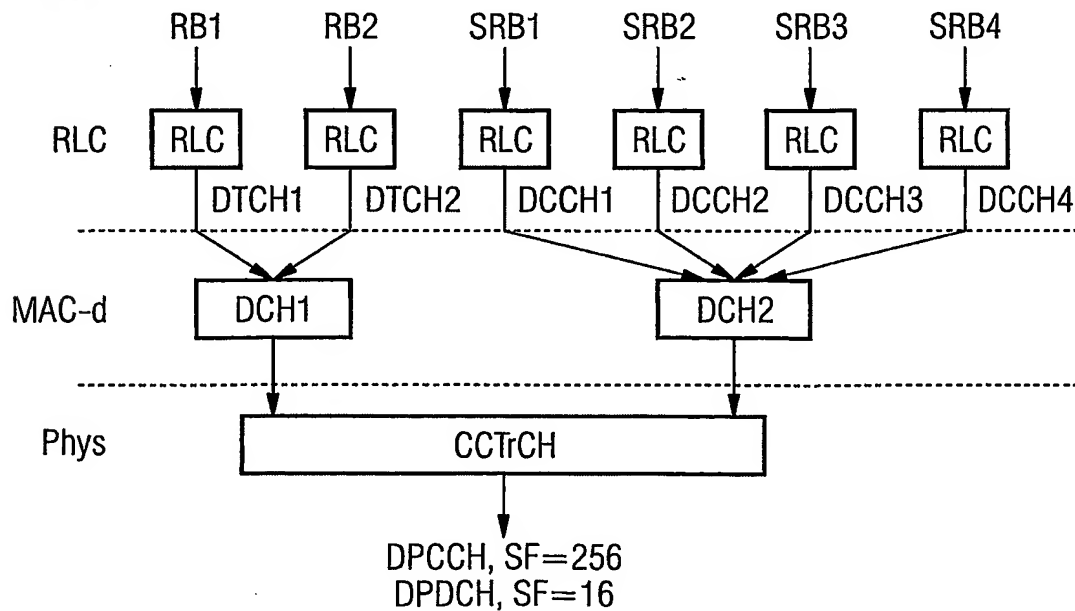 RB1 RB2 SRB1 SRB2 SRB3 SRB4
RLC RLC RLC RLC RLC RLC RLC
DTCH1 DTCH2 DCCH1 DCCH2 DCCH3 DCCH4
MAC-d DCH1 DCH2
Phys CCTrCH
DPCCH, SF=256
DPDCH, SF=16